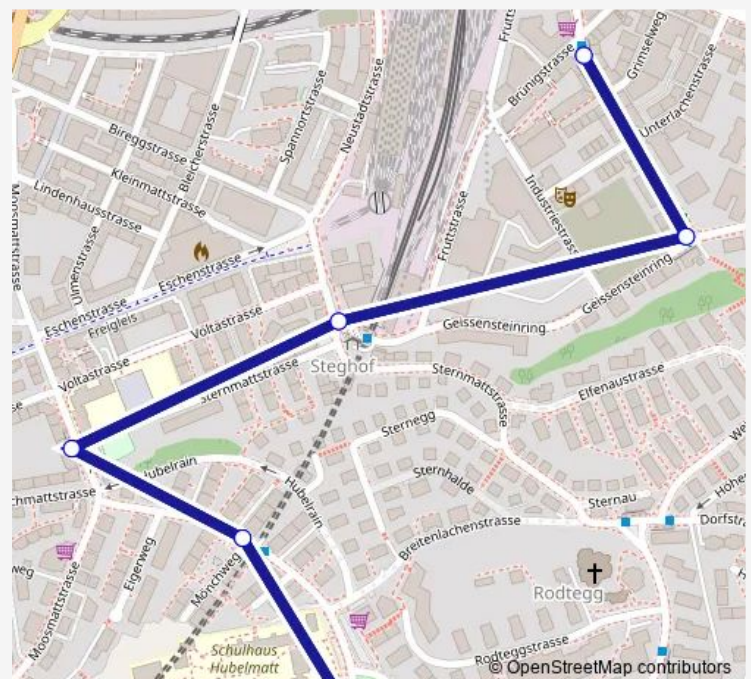 Brünigstrasse
Grimselweg
Unterlachenstrasse
Neustadtstrasse
Spannortstrasse
Bleicherstrasse
Bireggstrasse
Kleinmattstrasse
Lindenhausstrasse
Moosmattstrasse
Industriestrasse
Fruttstrasse
Eschenstrasse
Eschenstrasse
Freigleis
Voltastrasse
Voltastrasse
Geissensteinring
Geissensteinring
Steghof
Sternmattstrasse
Sternmattstrasse
Elfenaustrasse
Sternegg
Sternhalde
Hubelrain
Hubelrain
chmattstrasse
Sternau
Dorfstr
Breitenlachenstrasse
Eigerweg
Mönchweg
Moosmattstrasse
weg
Rodtegg
Rodteggstrasse
Schulhaus
Hubelmatt
© OpenStreetMap contributors